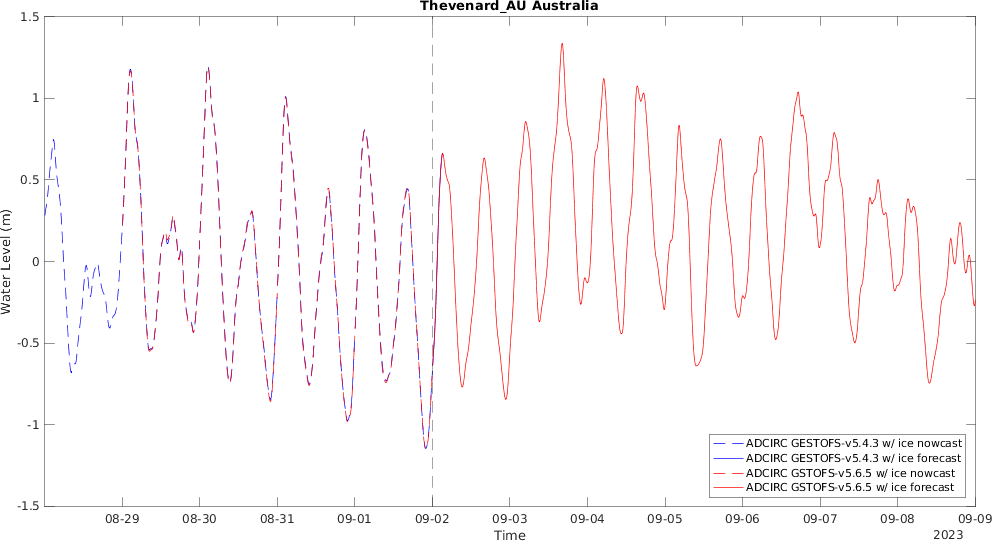 Thevenard_AU Australia
1.5
1
0.5
0
-0.5
-1
-1.5
Water Level (m)
ADCIRC GESTOFS-v5.4.3 w/ ice nowcast
ADCIRC GESTOFS-v5.4.3 w/ ice forecast
ADCIRC GSTOFS-v5.6.5 w/ ice nowcast
ADCIRC GSTOFS-v5.6.5 w/ ice forecast
08-29 08-30 08-31 09-01 09-02 09-03 09-04 09-05 09-06 09-07 09-08 09-09
Time
2023